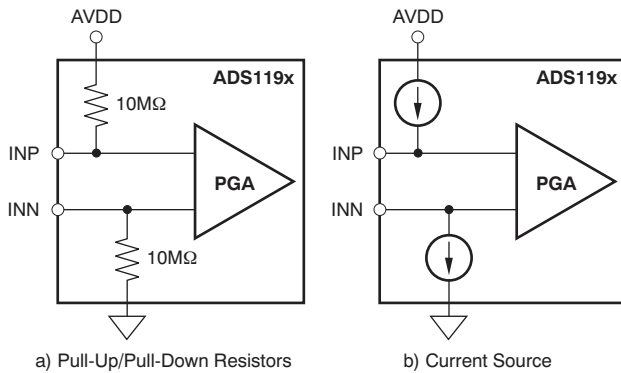 AVDD
ADS119x
10MΩ
INP
PGA
INN
10MΩ
a) Pull-Up/Pull-Down Resistors
AVDD
ADS119x
INP
PGA
INN
b) Current Source